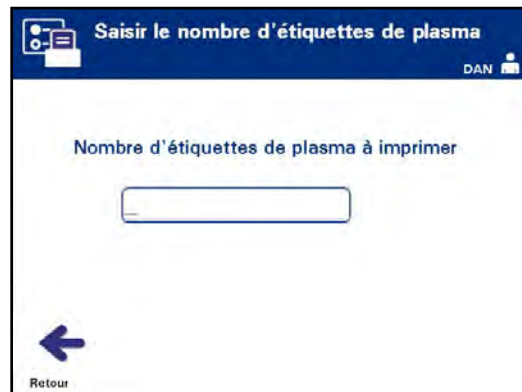 Saisir le nombre d'étiquettes de plasma
DAN
Nombre d'étiquettes de plasma à imprimer
_
Retour